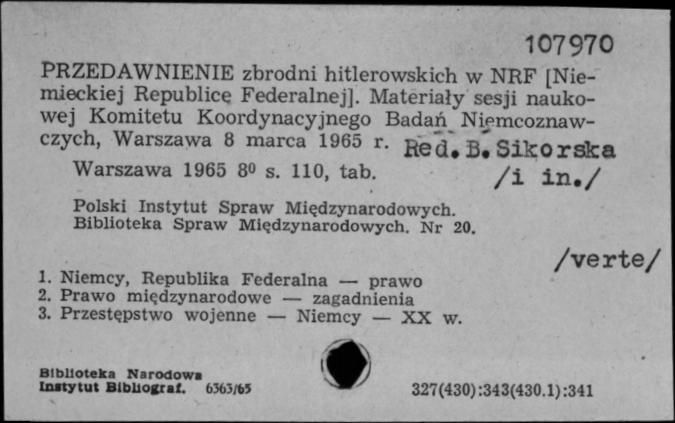 107970
PRZEDAWNIENIE zbrodni hitlerowskich w NRF [Nie-
mieckiej Republicę Federalnej]. Materiały sesji nauko-
wej Komitetu Koordynacyjnego Badań Niemcoznaw-
czych, Warszawa 8 marca 1965 r. Red. B. Sikorska
Warszawa 1965 8⁰ s. 110, tab. /i in./
Polski Instytut Spraw Międzynarodowych.
Biblioteka Spraw Międzynarodowych. Nr 20.
/verte/
1. Niemcy, Republika Federalna — prawo
2. Prawo międzynarodowe — zagadnienia
3. Przestępstwo wojenne — Niemcy — XX w.
Biblioteka Narodowa
Instytut Bibliograf. 6363/65 327(430):343(430.1):341